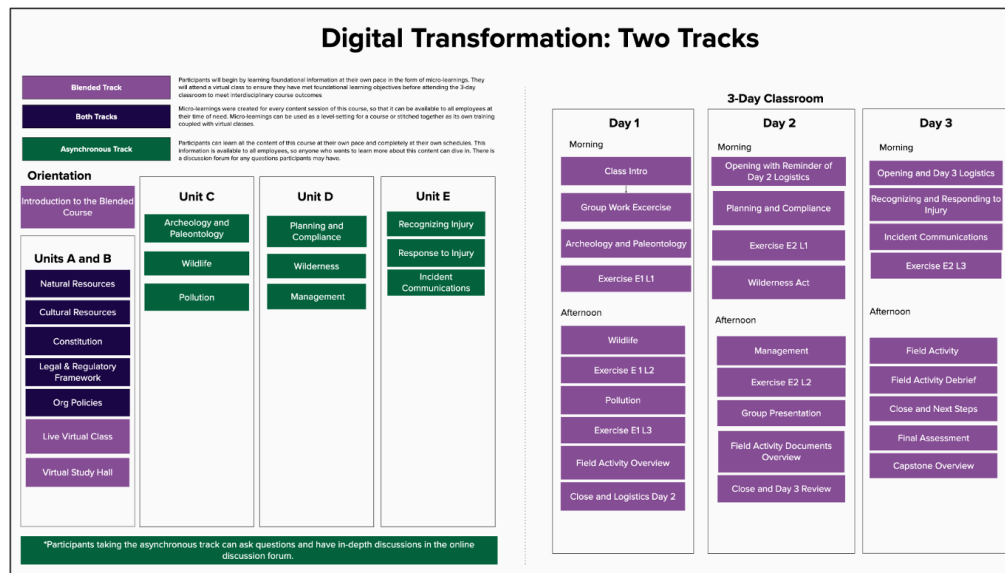 Digital Transformation: Two Tracks
Blended Track
Participants will begin by learning foundational information at their own pace in the form of micro-learnings. They
will attend a virtual class to ensure they have met foundational learning objectives before attending the 3-day
classroom to meet interdisciplinary course outcomes
Both Tracks
Micro-learnings were created for every content session of this course, so that it can be available to all employees at
their time of need. Micro-learnings can be used as a level-setting for a course or stitched together as its own training
coupled with virtual classes.
Asynchronous Track
Participants can learn all the content of this course at their own pace and completely at their own schedules. This
information is available to all employees, so anyone who wants to learn more about this content can dive in. There is
a discussion forum for any questions participants may have.
Orientation
Introduction to the Blended
Course
Units A and B
Natural Resources
Cultural Resources
Constitution
Legal & Regulatory
Framework
Org Policies
Live Virtual Class
Virtual Study Hall
Unit C
Archeology and
Paleontology
Wildlife
Pollution
Unit D
Planning and
Compliance
Wilderness
Management
Unit E
Recognizing Injury
Response to Injury
Incident
Communications
*Participants taking the asynchronous track can ask questions and have in-depth discussions in the online
discussion forum.
3-Day Classroom
Day 1
Morning
Class Intro
Group Work Excercise
Archeology and Paleontology
Exercise E1 L1
Afternoon
Wildlife
Exercise E 1 L2
Pollution
Exercise E1 L3
Field Activity Overview
Close and Logistics Day 2
Day 2
Morning
Opening with Reminder of
Day 2 Logistics
Planning and Compliance
Exercise E2 L1
Wilderness Act
Afternoon
Management
Exercise E2 L2
Group Presentation
Field Activity Documents
Overview
Close and Day 3 Review
Day 3
Morning
Opening and Day 3 Logistics
Recognizing and Responding to
Injury
Incident Communications
Exercise E2 L3
Afternoon
Field Activity
Field Activity Debrief
Close and Next Steps
Final Assessment
Capstone Overview